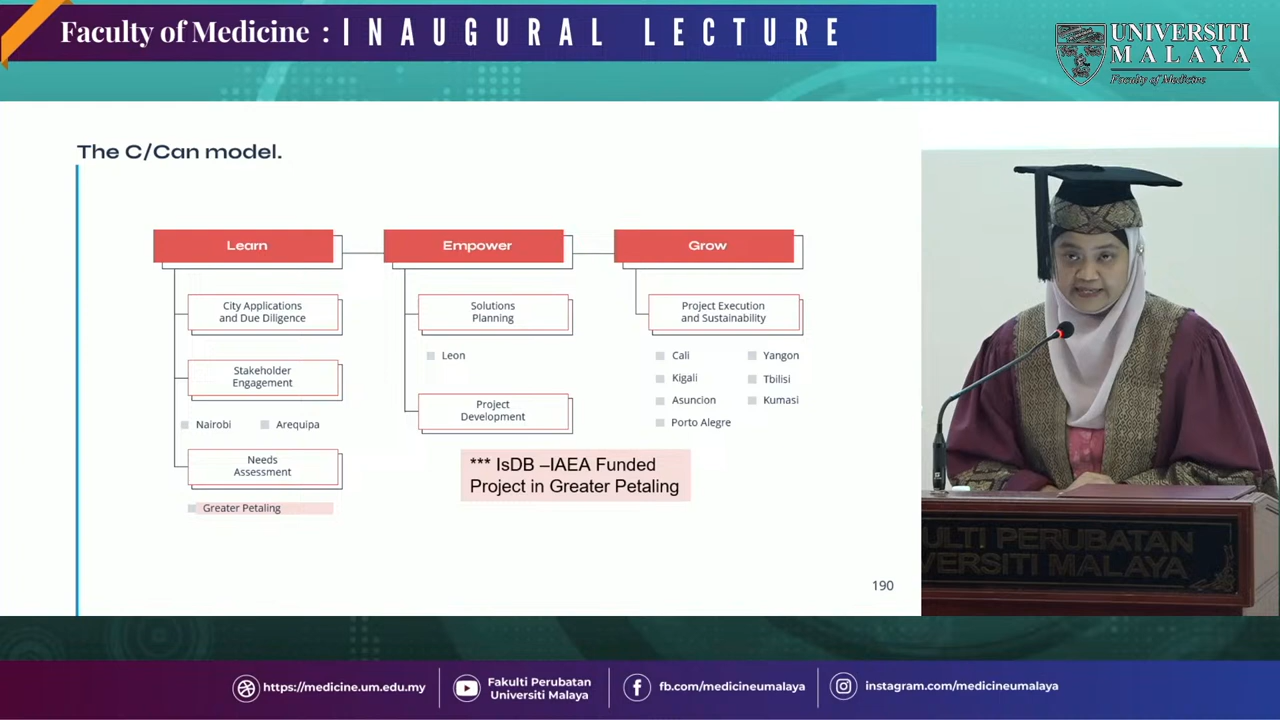 Faculty of Medicine : INAUGURAL LECTURE
UNIVERSITI
MALAYA
Faculty of Medicine
The C/Can model.
Learn
City Applications
and Due Diligence
Stakeholder
Engagement
Nairobi
Arequipa
Needs
Assessment
Greater Petaling
Empower
Solutions
Planning
Leon
Project
Development
*** IsDB –IAEA Funded
Project in Greater Petaling
Grow
Project Execution
and Sustainability
Cali
Yangon
Kigali
Tbilisi
Asuncion
Kumasi
Porto Alegre
190
ULTI PERUBATAN
VERSITI MALAYA
https://medicine.um.edu.my
Fakulti Perubatan
Universiti Malaya
fb.com/medicineumalaya
instagram.com/medicineumalaya